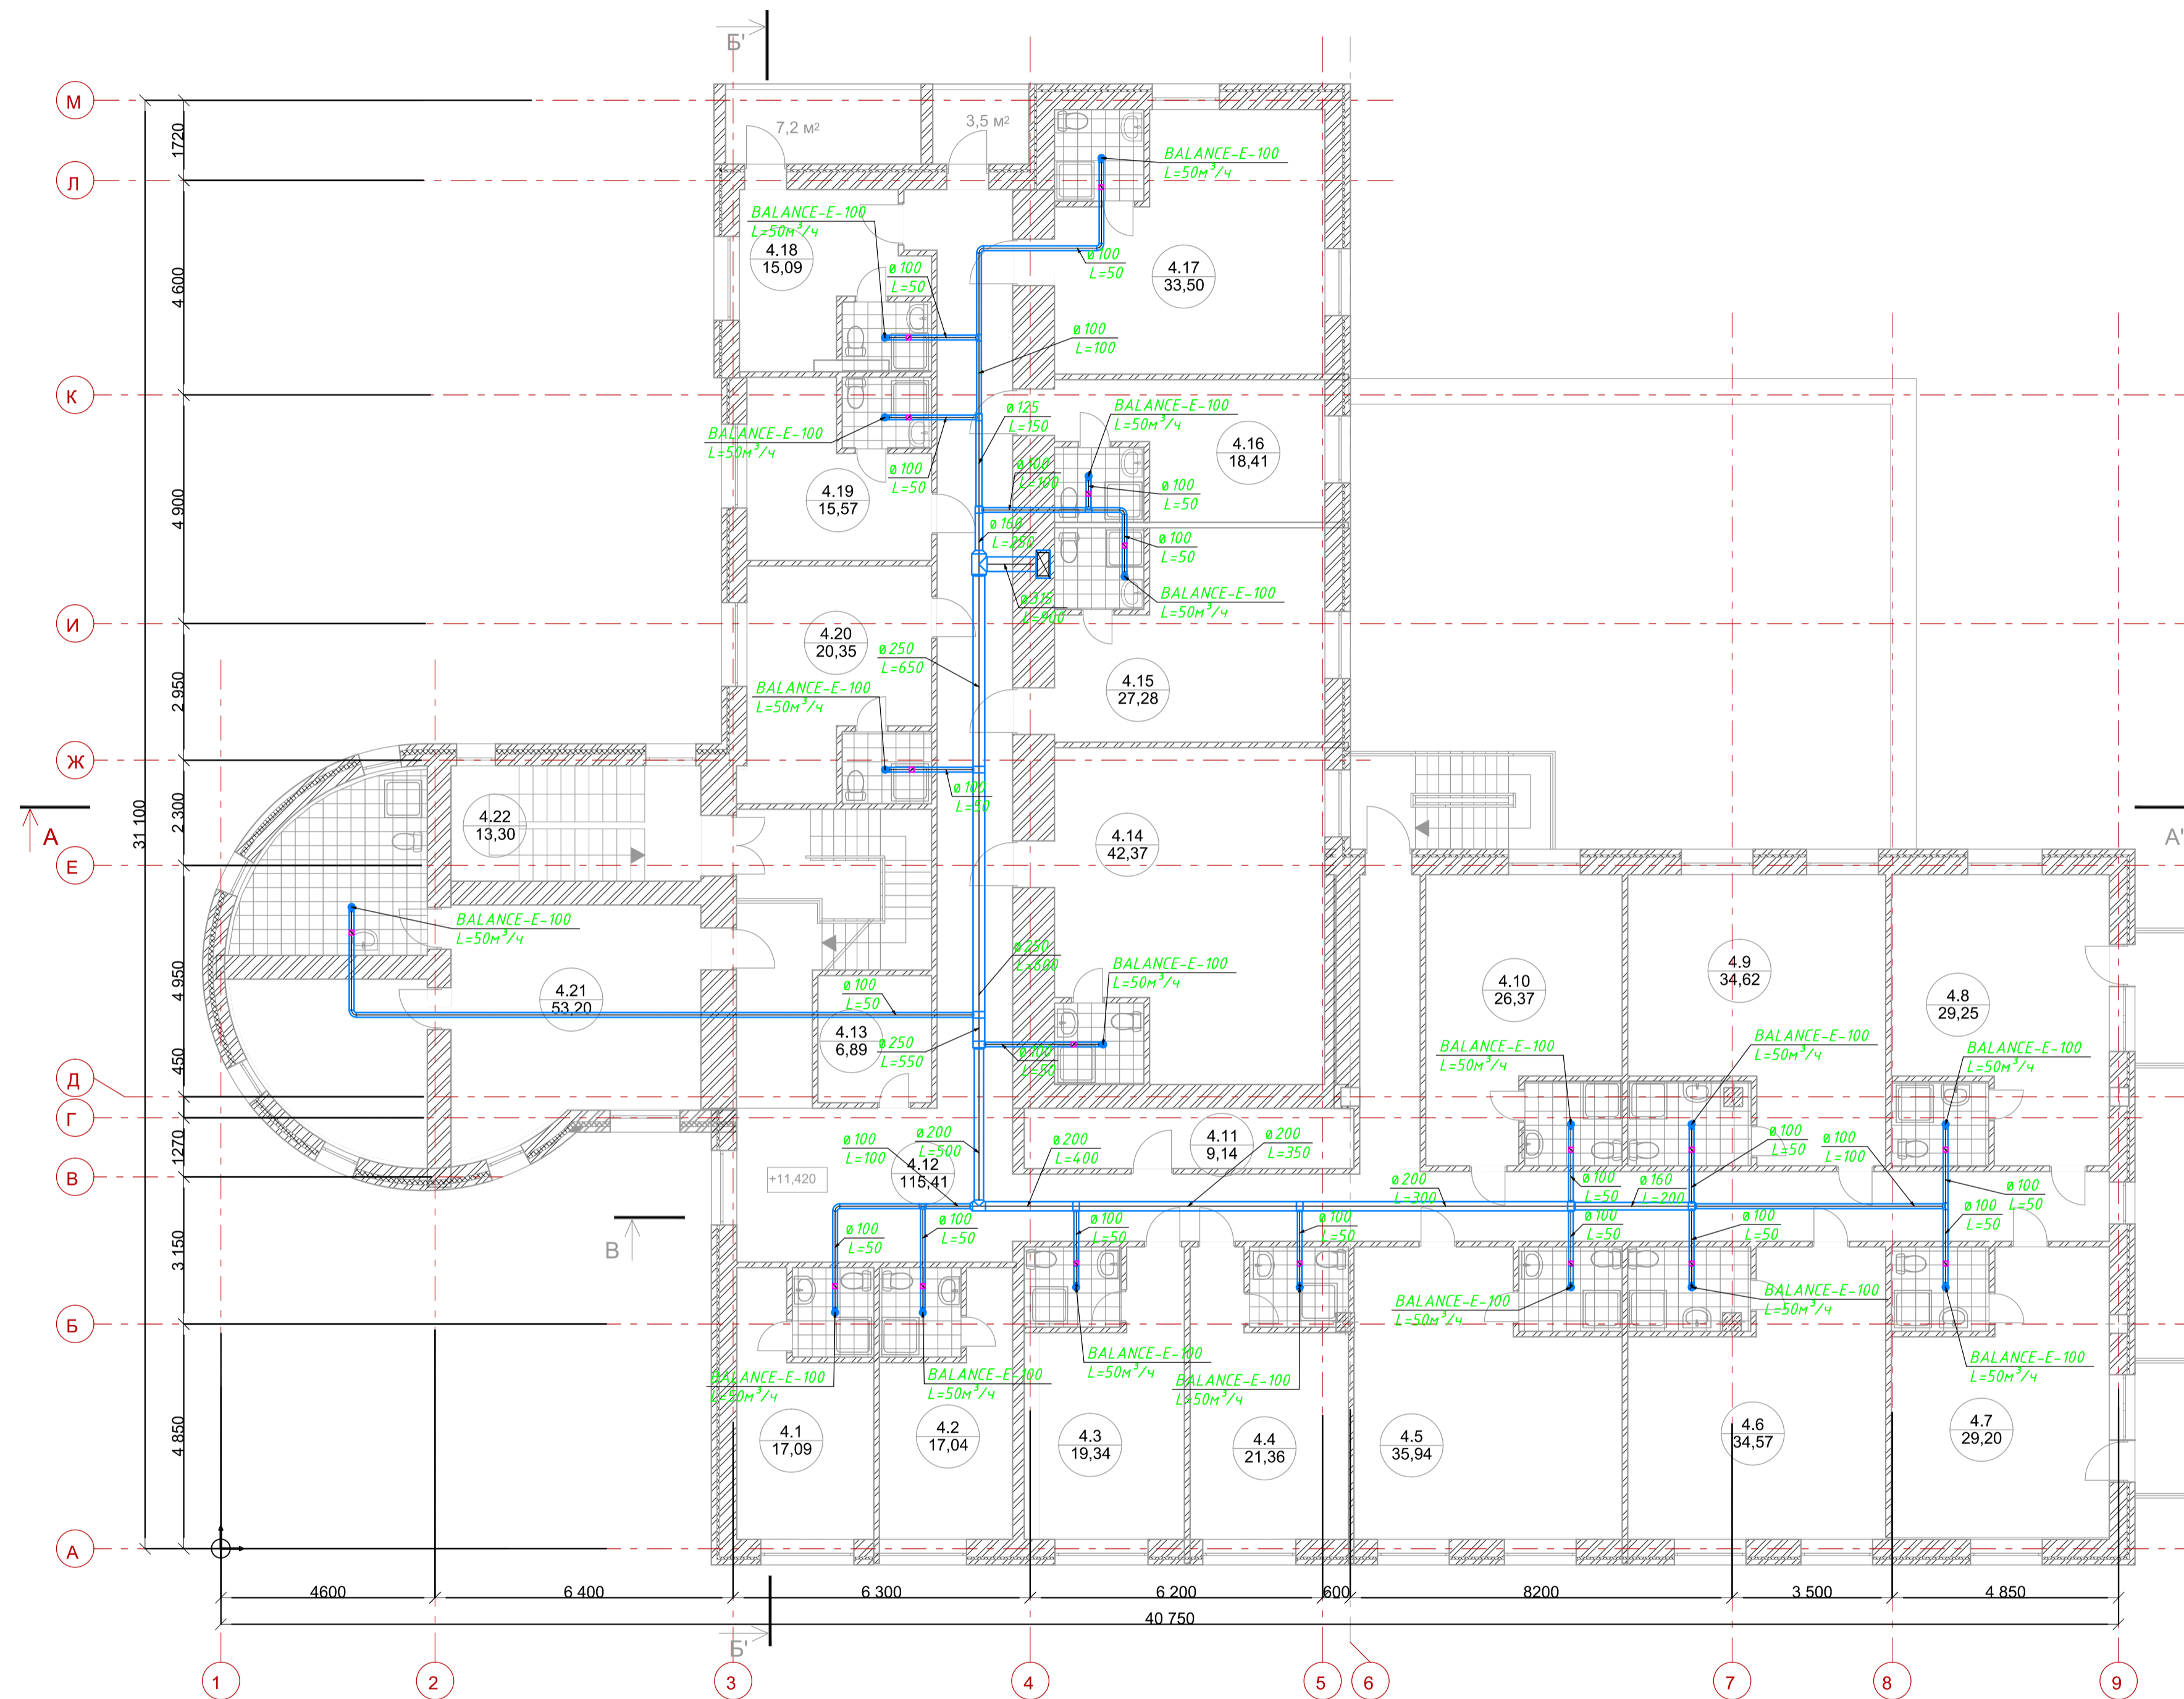 Б'
М
1720
7,2 м2
3,5 м2
BALANCE-E-100
L=50м³/ч
Л
BALANCE-E-100
L=50м³/ч
4.18
15,09
ø100
L=50
ø100
L=50
4.17
33,50
4 600
ø100
L=100
К
ø125
L=150
BALANCE-E-100
L=50м³/ч
BALANCE-E-100
L=50м³/ч
4.16
18,41
ø100
L=50
ø100
L=100
ø100
L=50
4.19
15,57
4 900
ø160
L=250
ø100
L=50
ø315
L=900
BALANCE-E-100
L=50м³/ч
И
4.20
20,35
ø250
L=650
2 950
BALANCE-E-100
L=50м³/ч
4.15
27,28
Ж
ø100
L=50
31 100
2 300
4.22
13,30
А
А'
4.14
42,37
Е
BALANCE-E-100
L=50м³/ч
4 950
ø250
L=600
BALANCE-E-100
L=50м³/ч
4.10
26,37
4.9
34,62
4.8
29,25
4.21
53,20
ø100
L=50
4.13
6,89
ø250
L=550
ø100
L=50
BALANCE-E-100
L=50м³/ч
BALANCE-E-100
L=50м³/ч
BALANCE-E-100
L=50м³/ч
450
Д
Г
1270
В
ø100
L=100
ø200
L=500
4.12
115,41
ø200
L=400
4.11
9,14
ø200
L=350
ø100
L=50
ø100
L=100
+11,420
ø200
L=300
ø100
L=50
ø160
L=200
ø100
L=50
В
3 150
ø100
L=50
ø100
L=50
ø100
L=50
ø100
L=50
ø100
L=50
ø100
L=50
ø100
L=50
BALANCE-E-100
L=50м³/ч
BALANCE-E-100
L=50м³/ч
Б
BALANCE-E-100
L=50м³/ч
BALANCE-E-100
L=50м³/ч
BALANCE-E-100
L=50м³/ч
BALANCE-E-100
L=50м³/ч
BALANCE-E-100
L=50м³/ч
4 850
4.1
17,09
4.2
17,04
4.3
19,34
4.4
21,36
4.5
35,94
4.6
34,57
4.7
29,20
А
4600
6 400
6 300
6 200
600
8200
3 500
4 850
40 750
Б'
1
2
3
4
5
6
7
8
9